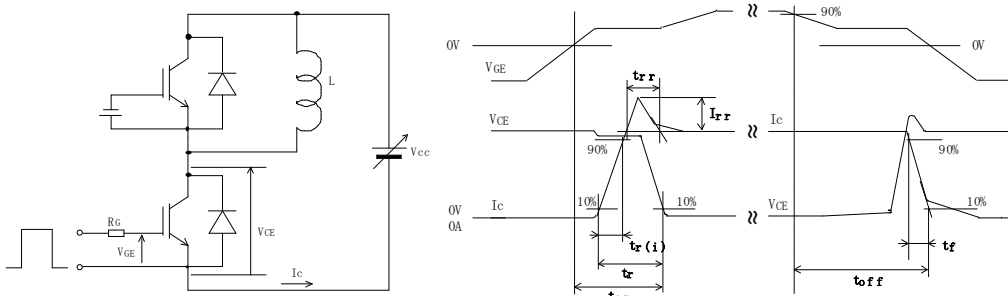 L
Vcc
RG
VGE
VCE
Ic
0V
VGE
trr
Irr
VCE
90%
Ic
10%
10%
0V
0A
tr(i)
tr
90%
0V
Ic
90%
VCE
10%
tf
toff